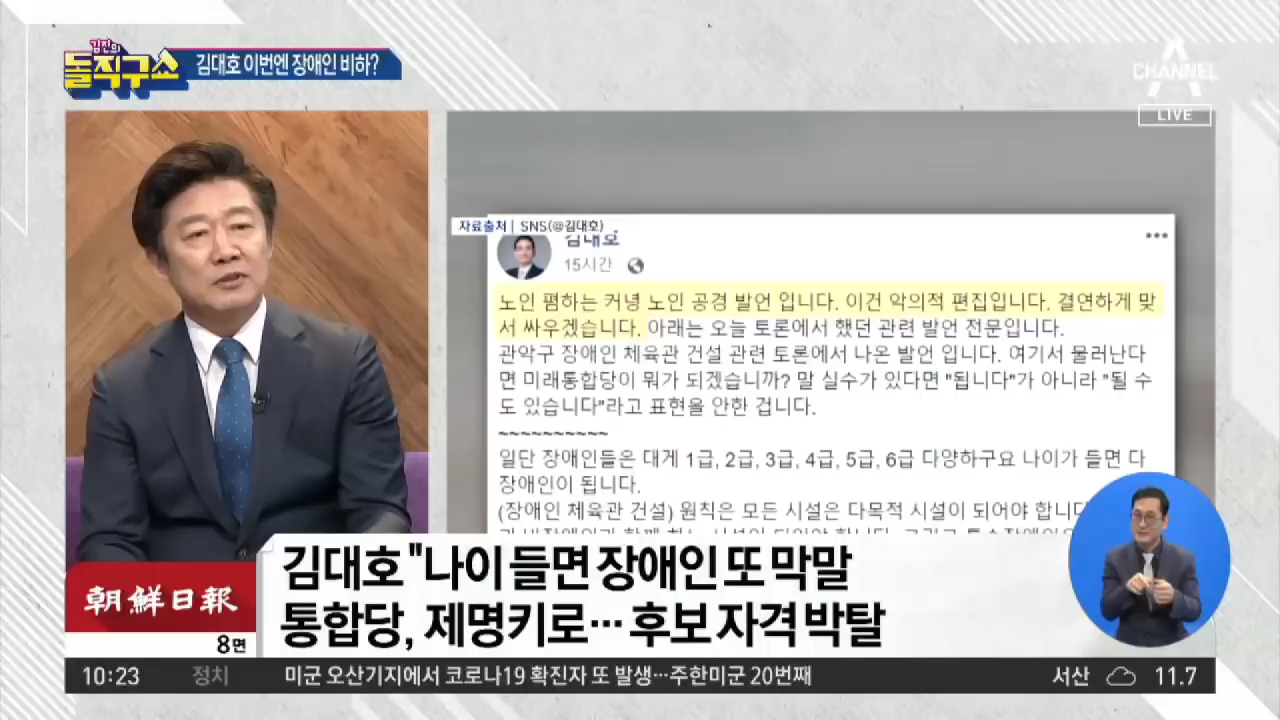 김진의
돌직구쇼
김대호 이번엔 장애인 비하?
CHANNEL A
LIVE
자료출처 | SNS(@김대호)
김대호
15시간
노인 폄하는 커녕 노인 공경 발언 입니다. 이건 악의적 편집입니다. 결연하게 맞
서 싸우겠습니다. 아래는 오늘 토론에서 했던 관련 발언 전문입니다.
관악구 장애인 체육관 건설 관련 토론에서 나온 발언 입니다. 여기서 물러난다
면 미래통합당이 뭐가 되겠습니까? 말 실수가 있다면 "됩니다"가 아니라 "될 수
도 있습니다"라고 표현을 안한 겁니다.
~~~~~~~~~~
일단 장애인들은 대게 1급, 2급, 3급, 4급, 5급, 6급 다양하구요 나이가 들면 다
장애인이 됩니다.
(장애인 체육관 건설) 원칙은 모든 시설은 다목적 시설이 되어야 합니다
김대호 "나이 들면 장애인 또 막말
통합당, 제명키로… 후보 자격 박탈
朝鮮日報
8면
10:23 정치 미군 오산기지에서 코로나19 확진자 또 발생…주한미군 20번째 서산 11.7